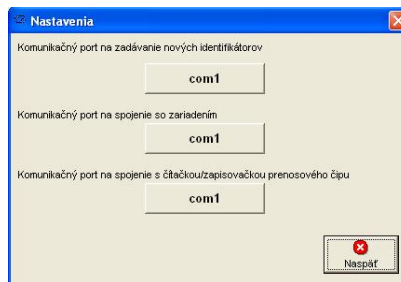 Nastavenia
Komunikačný port na zadávanie nových identifikátorov
com1
Komunikačný port na spojenie so zariadením
com1
Komunikačný port na spojenie s čítačkou/zapisovačkou prenosového čipu
com1
Naspäť